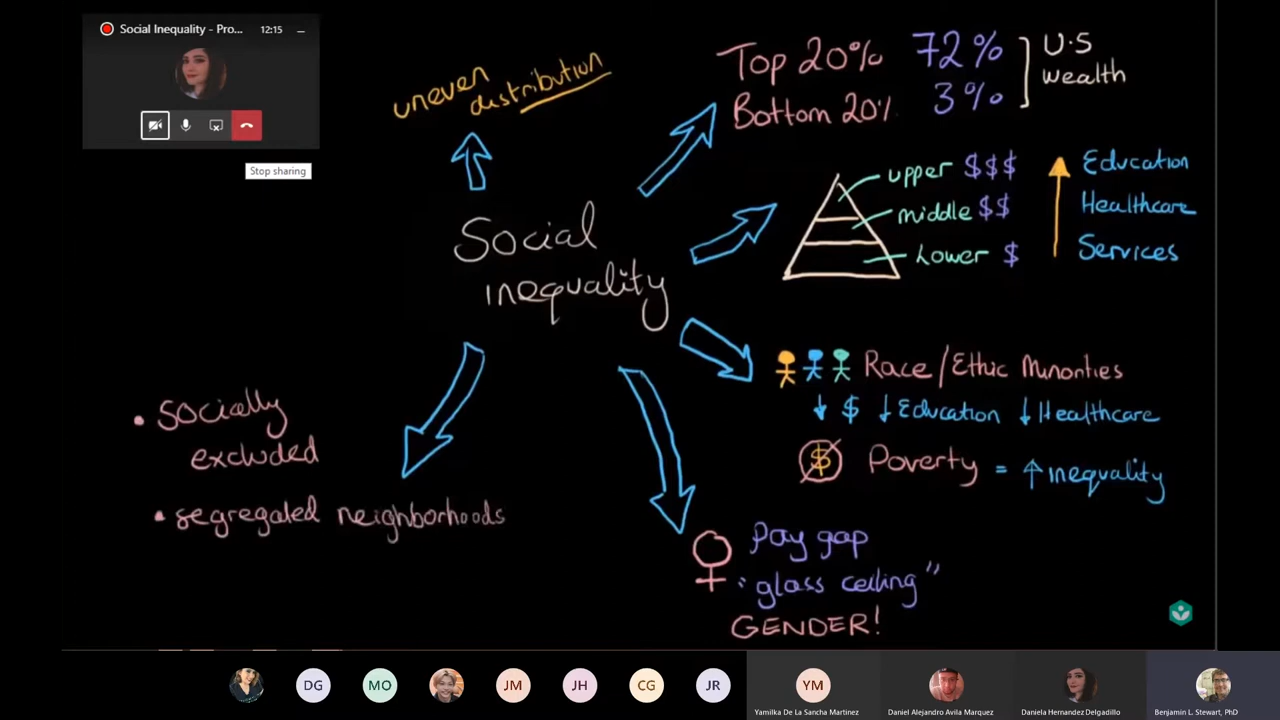 Social Inequality - Pro...
12:15
Stop sharing
uneven
distribution
Top 20% 72%
Bottom 20% 3%
U.S
wealth
upper $$$
middle $$
Lower $
Education
Healthcare
Services
Social
inequality
Race/Ethic Minorities
↓ $ ↓ Education ↓ Healthcare
$ Poverty = ↑ inequality
• Socially
excluded
• segregated neighborhoods
Pay gap
"glass ceiling"
GENDER!
DG
MO
JM
JH
CG
JR
YM
Yamilka De La Sancha Martinez
Daniel Alejandro Avila Marquez
Daniela Hernandez Delgadillo
Benjamin L. Stewart, PhD